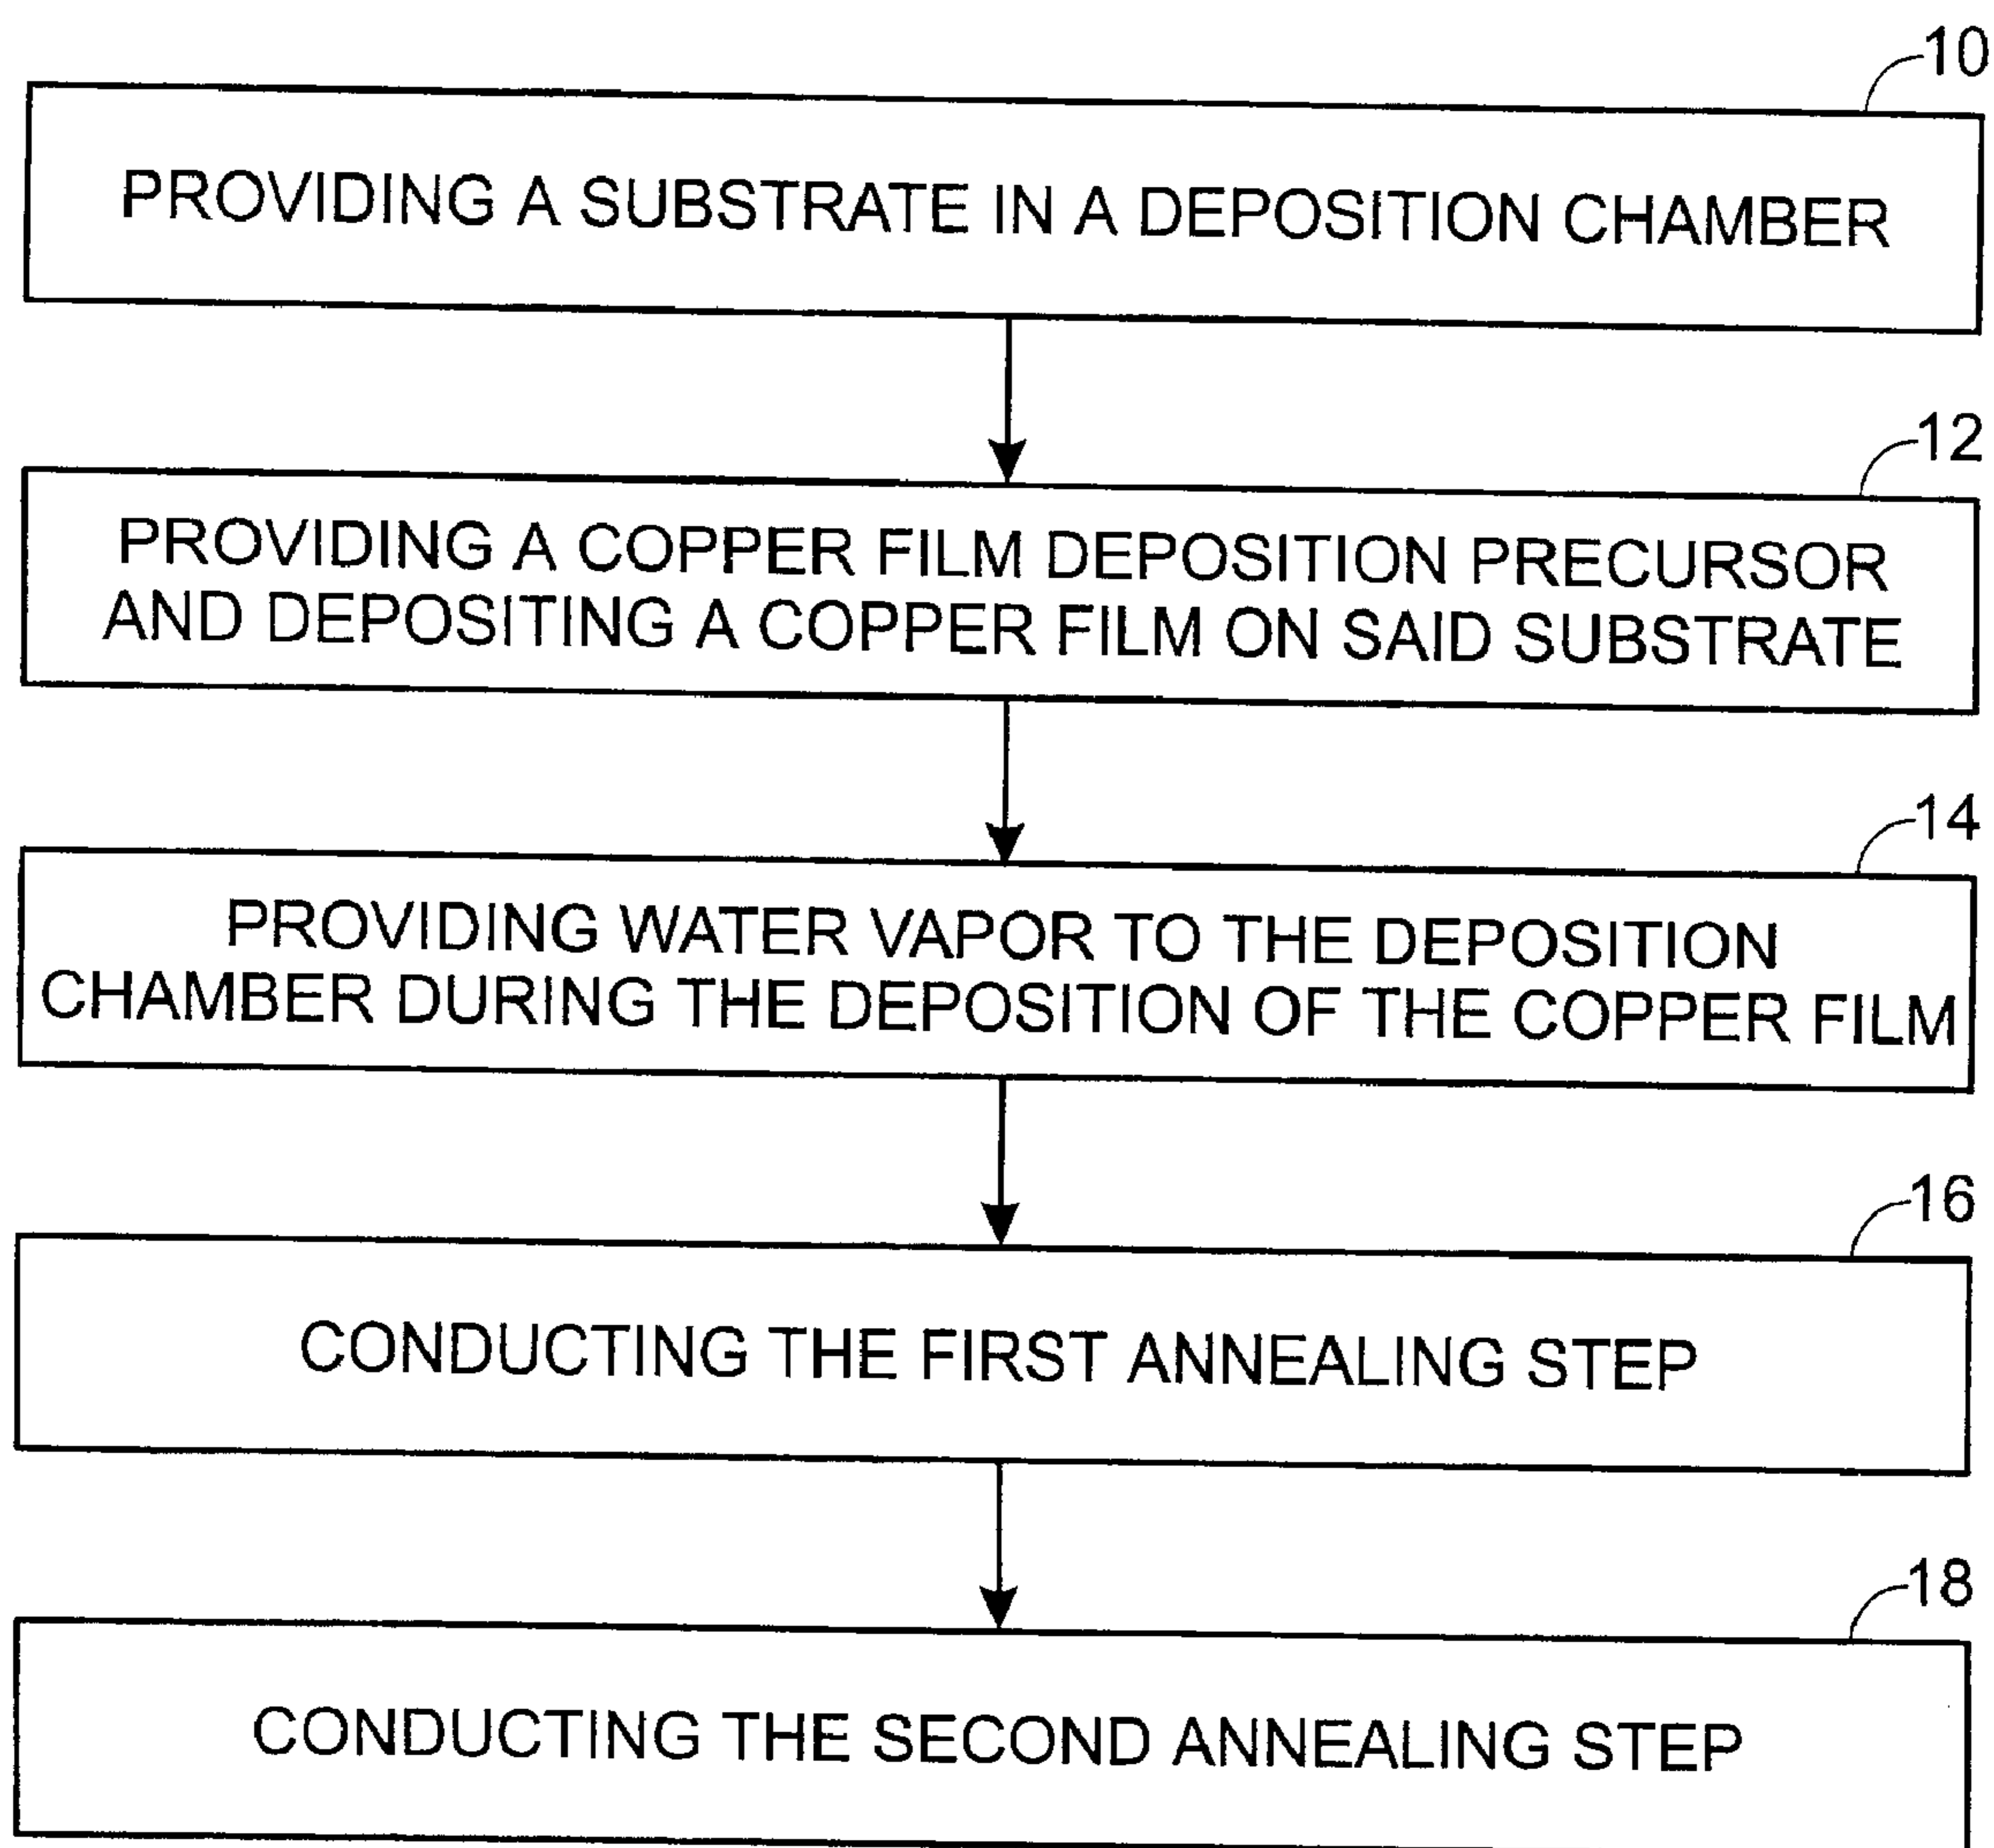 10
PROVIDING A SUBSTRATE IN A DEPOSITION CHAMBER
12
PROVIDING A COPPER FILM DEPOSITION PRECURSOR
AND DEPOSITING A COPPER FILM ON SAID SUBSTRATE
14
PROVIDING WATER VAPOR TO THE DEPOSITION
CHAMBER DURING THE DEPOSITION OF THE COPPER FILM
16
CONDUCTING THE FIRST ANNEALING STEP
18
CONDUCTING THE SECOND ANNEALING STEP